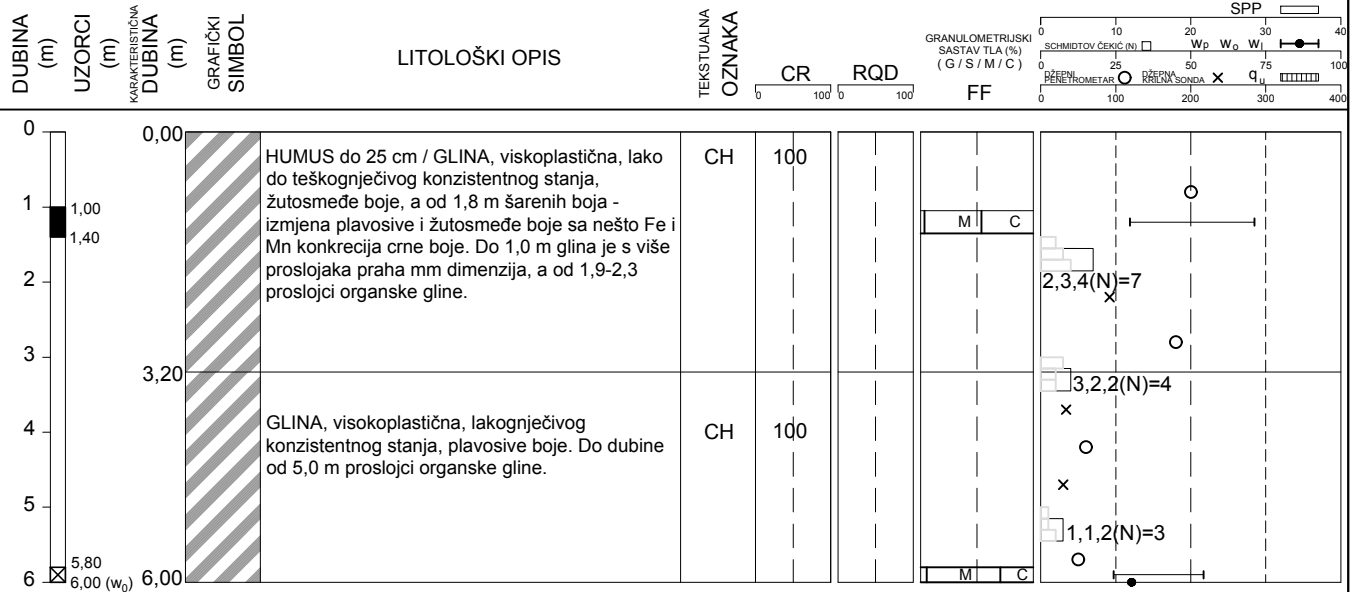 DUBINA (m)
UZORCI (m)
KARAKTERISTIČNA DUBINA (m)
GRAFIČKI SIMBOL
LITOLOŠKI OPIS
TEKSTUALNA OZNAKA
CR
0 100
RQD
0 100
GRANULOMETRIJSKI
SASTAV TLA (%)
( G / S / M / C )
FF
SPP
0 10 20 30 40
SCHMIDTOV ČEKIĆ (N) wp wo wl
0 25 50 75 100
DŽEPNI PENETROMETAR DŽEPNA KRILNA SONDA qu
0 100 200 300 400
0
0,00
HUMUS do 25 cm / GLINA, viskoplastična, lako
do teškognječivog konzistentnog stanja,
žutosmeđe boje, a od 1,8 m šarenih boja -
izmjena plavosive i žutosmeđe boje sa nešto Fe i
Mn konkrecija crne boje. Do 1,0 m glina je s više
proslojaka praha mm dimenzija, a od 1,9-2,3
proslojci organske gline.
CH
100
1
1,00
1,40
M C
2
2,3,4(N)=7
3
3,20
3,2,2(N)=4
GLINA, visokoplastična, lakognječivog
konzistentnog stanja, plavosive boje. Do dubine
od 5,0 m proslojci organske gline.
CH
100
4
5
1,1,2(N)=3
5,80
6
6,00 (w0)
6,00
M C